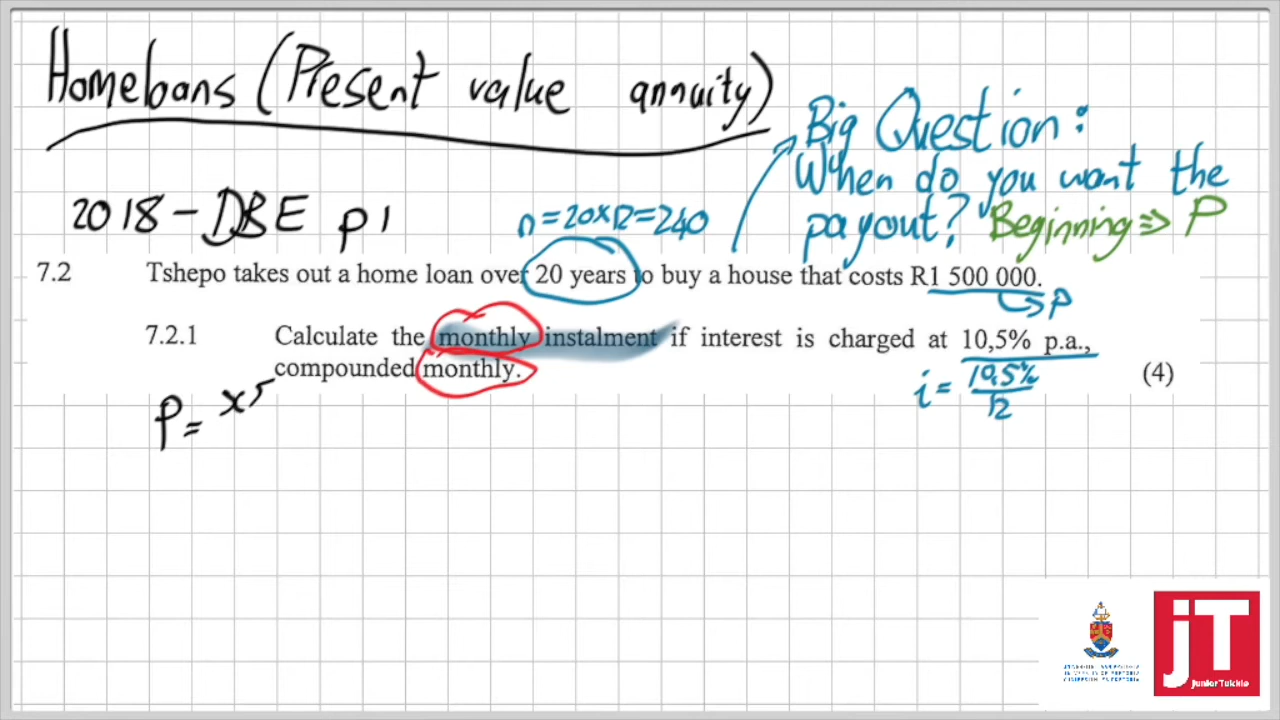 Homeloans (Present value annuity)
Big Question:
When do you want the
payout? Beginning => P
2018 - DBE P1
n = 20 x 12 = 240
7.2 Tshepo takes out a home loan over 20 years to buy a house that costs R1 500 000.
P
7.2.1 Calculate the monthly instalment if interest is charged at 10,5% p.a.,
compounded monthly. (4)
i = 10,5%
12
P = x
jT
JuniorTukkie